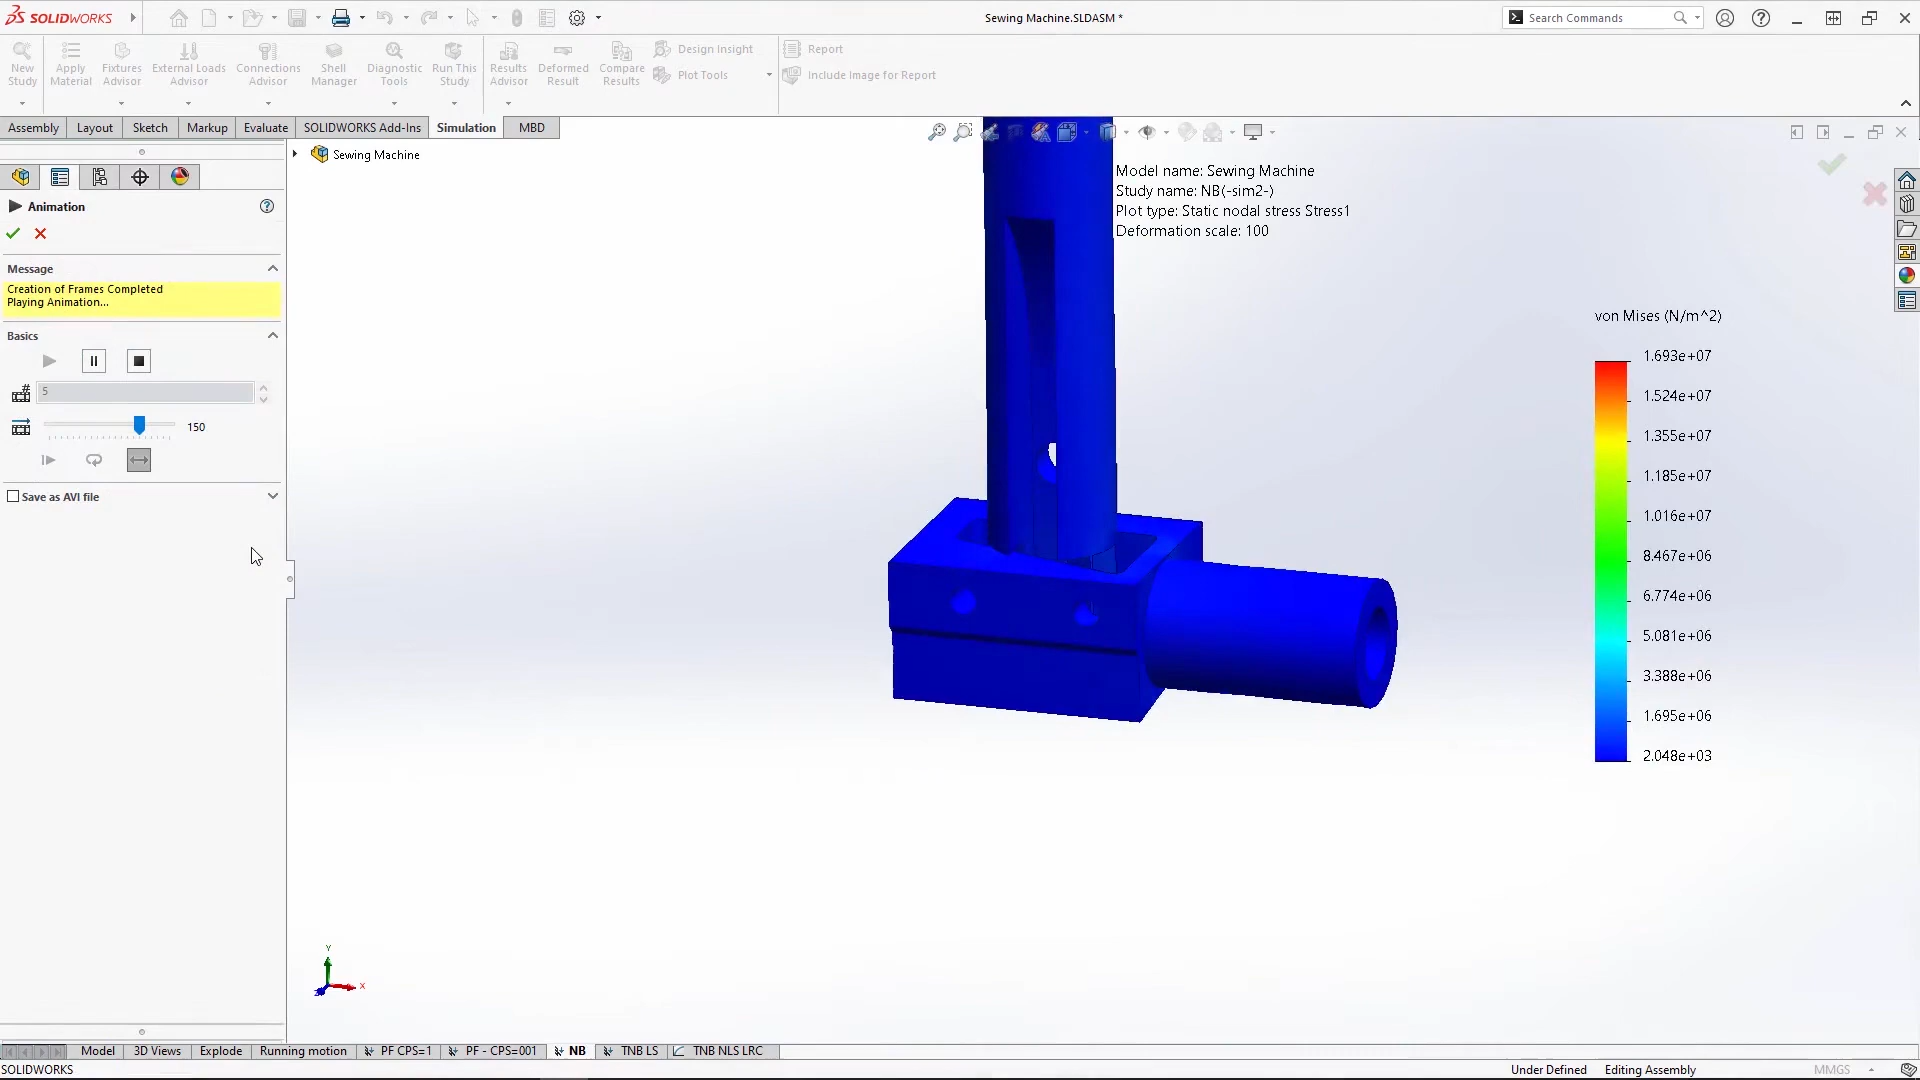 SOLIDWORKS
Sewing Machine.SLDASM *
Search Commands
New Study
Apply Material
Fixtures Advisor
External Loads Advisor
Connections Advisor
Shell Manager
Diagnostic Tools
Run This Study
Results Advisor
Deformed Result
Compare Results
Design Insight
Plot Tools
Report
Include Image for Report
Assembly
Layout
Sketch
Markup
Evaluate
SOLIDWORKS Add-Ins
Simulation
MBD
Sewing Machine
Animation
Message
Creation of Frames Completed
Playing Animation...
Basics
5
150
Save as AVI file
Model name: Sewing Machine
Study name: NB(-sim2-)
Plot type: Static nodal stress Stress1
Deformation scale: 100
von Mises (N/m^2)
1.693e+07
1.524e+07
1.355e+07
1.185e+07
1.016e+07
8.467e+06
6.774e+06
5.081e+06
3.388e+06
1.695e+06
2.048e+03
Y
X
Z
Model
3D Views
Explode
Running motion
PF CPS=1
PF - CPS=001
NB
TNB LS
TNB NLS LRC
SOLIDWORKS
Under Defined
Editing Assembly
MMGS